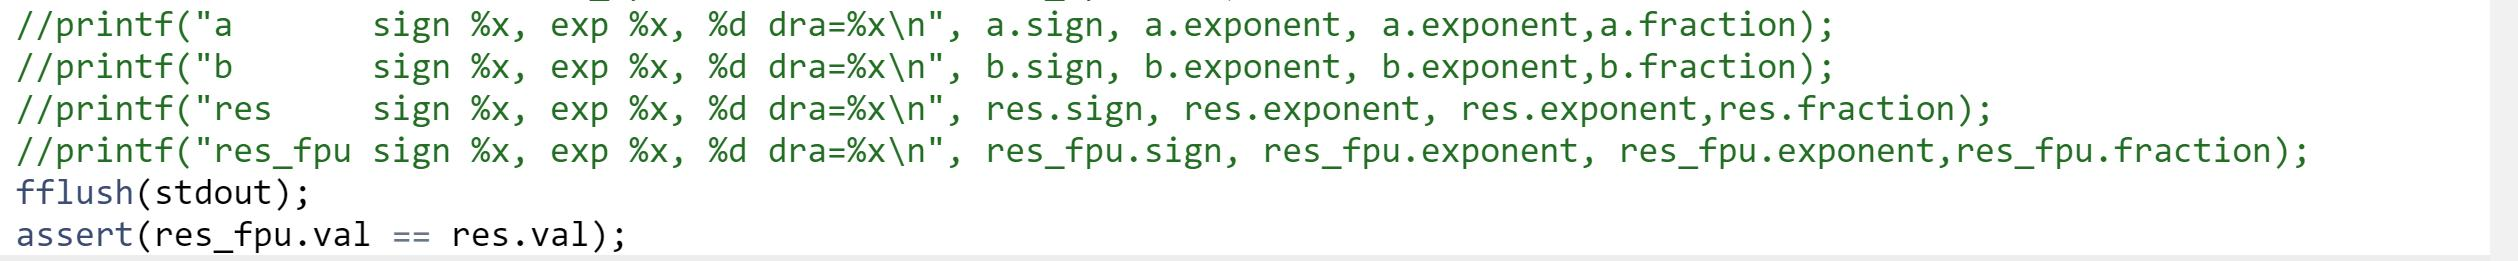 //printf("a       sign %x, exp %x, %d dra=%x\n", a.sign, a.exponent, a.exponent,a.fraction);
//printf("b       sign %x, exp %x, %d dra=%x\n", b.sign, b.exponent, b.exponent,b.fraction);
//printf("res     sign %x, exp %x, %d dra=%x\n", res.sign, res.exponent, res.exponent,res.fraction);
//printf("res_fpu sign %x, exp %x, %d dra=%x\n", res_fpu.sign, res_fpu.exponent, res_fpu.exponent,res_fpu.fraction);
fflush(stdout);
assert(res_fpu.val == res.val);